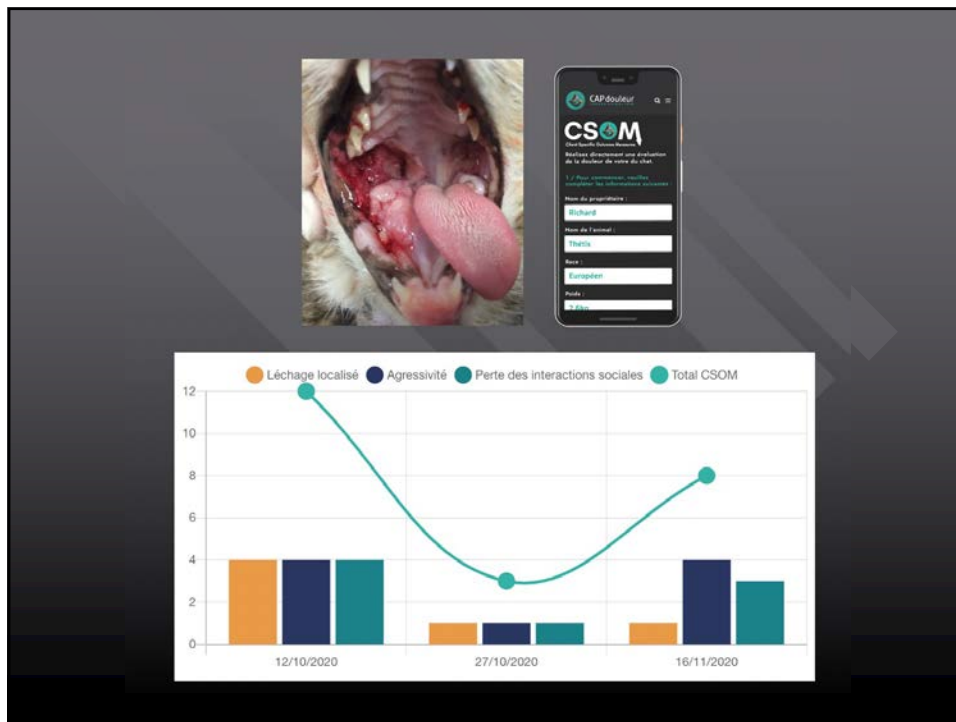 CAPdouleur
CSOM
Client Specific Outcome Measures
Réalisez directement une évaluation
de la douleur de votre du chat.
1 / Pour commencer, veuillez
compléter les informations suivantes
Nom du propriétaire :
Richard
Nom de l'animal :
Thétis
Race :
Européen
Poids :
Léchage localisé
Agressivité
Perte des interactions sociales
Total CSOM
12
10
8
6
4
2
0
12/10/2020
27/10/2020
16/11/2020